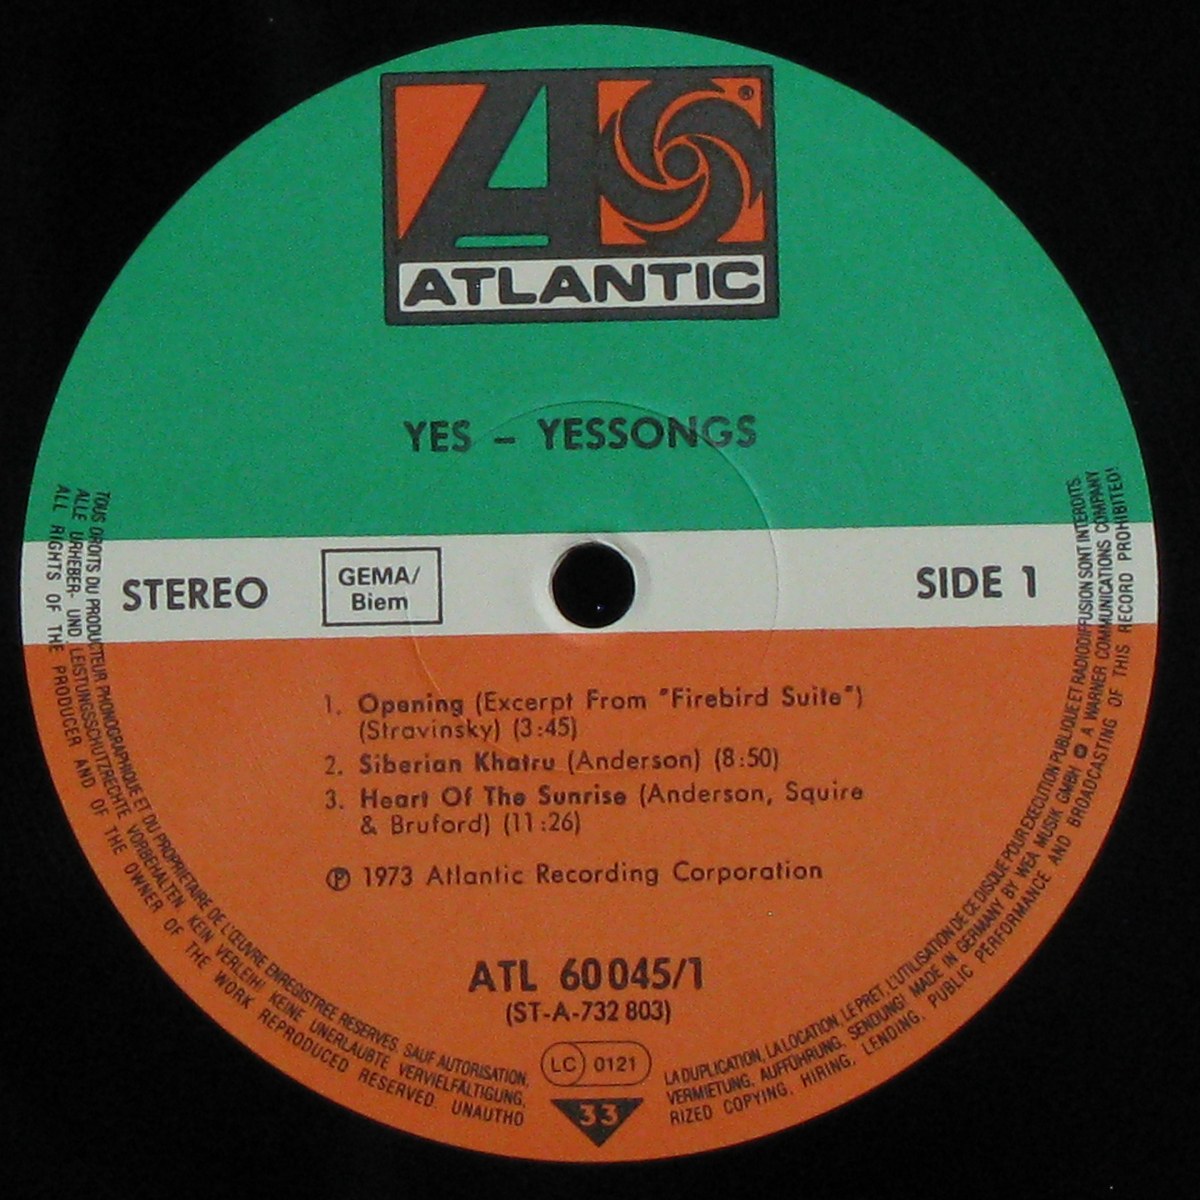 ®
ATLANTIC
YES – YESSONGS
STEREO
GEMA/
Biem
SIDE 1
1. Opening (Excerpt From "Firebird Suite")
(Stravinsky) (3:45)
2. Siberian Khatru (Anderson) (8:50)
3. Heart Of The Sunrise (Anderson, Squire
& Bruford) (11:26)
℗ 1973 Atlantic Recording Corporation
ATL 60 045/1
(ST-A-732 803)
LC 0121
33
TOUS DROITS DU PRODUCTEUR PHONOGRAPHIQUE ET DU PROPRIETAIRE DE L'ŒUVRE ENREGISTREE RESERVES. SAUF AUTORISATION, LA DUPLICATION, LA LOCATION, LE PRET, L'UTILISATION DE CE DISQUE POUR EXECUTION PUBLIQUE ET RADIODIFFUSION SONT INTERDITS.
ALLE URHEBER- UND LEISTUNGSSCHUTZRECHTE VORBEHALTEN. KEIN VERLEIH! KEINE UNERLAUBTE VERVIELFÄLTIGUNG, VERMIETUNG, AUFFÜHRUNG, SENDUNG! MADE IN GERMANY BY WEA MUSIK GMBH A WARNER COMMUNICATIONS COMPANY
ALL RIGHTS OF THE PRODUCER AND OF THE OWNER OF THE WORK REPRODUCED RESERVED. UNAUTHORIZED COPYING, HIRING, LENDING, PUBLIC PERFORMANCE AND BROADCASTING OF THIS RECORD PROHIBITED!